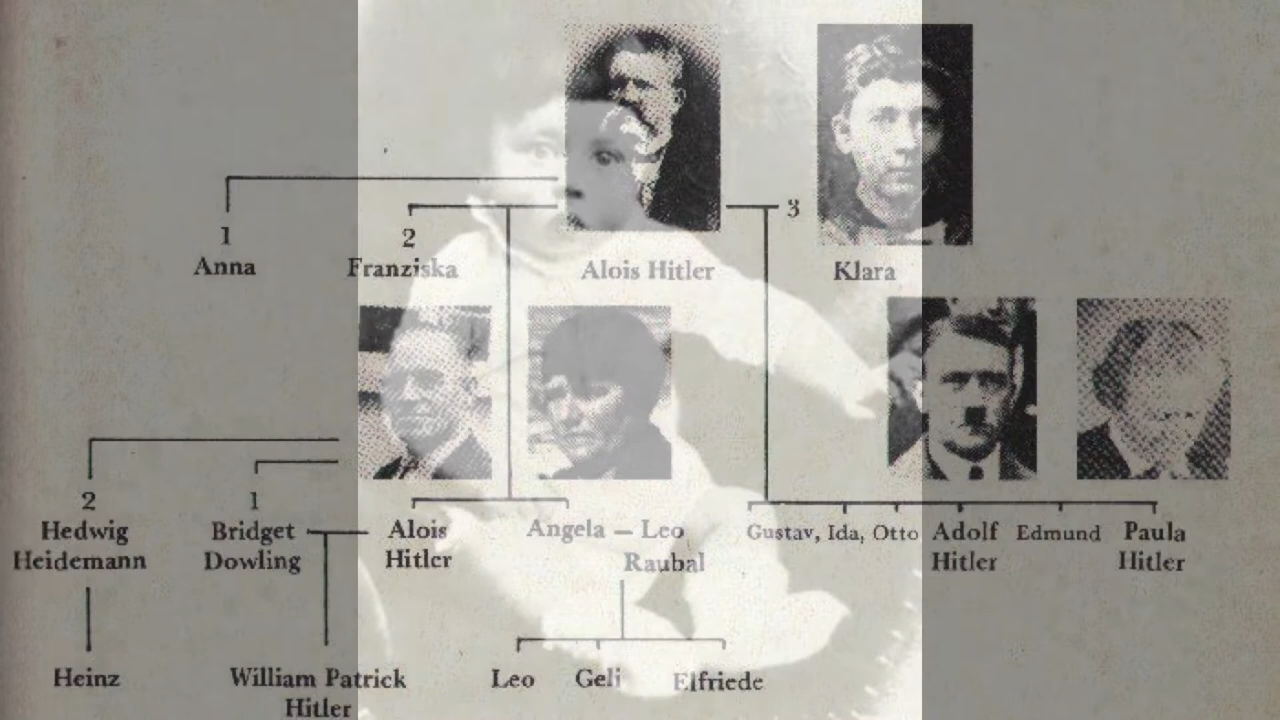 3
1
2
Anna
Franziska
Alois Hitler
Klara
2
1
Hedwig
Heidemann
Bridget
Dowling
Alois
Hitler
Angela – Leo
Raubal
Gustav, Ida, Otto
Adolf
Hitler
Edmund
Paula
Hitler
Heinz
William Patrick
Hitler
Leo
Geli
Elfriede